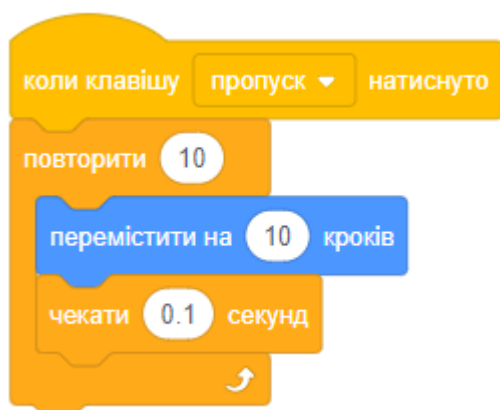 коли клавішу пропуск натиснуто
повторити 10
перемістити на 10 кроків
чекати 0.1 секунд